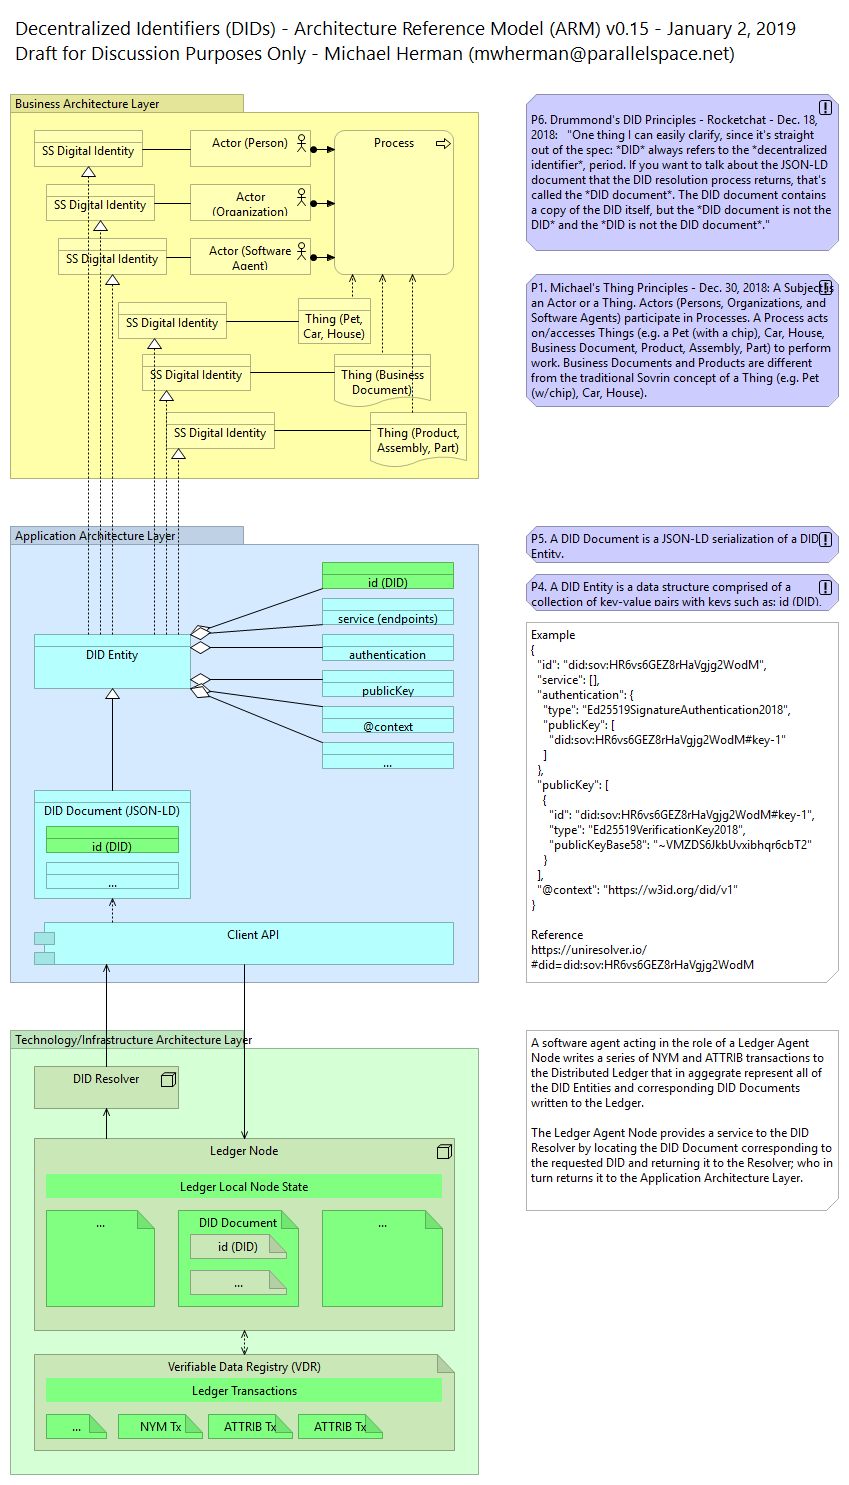 Decentralized Identifiers (DIDs) - Architecture Reference Model (ARM) v0.15 - January 2, 2019
Draft for Discussion Purposes Only - Michael Herman (mwherman@parallelspace.net)
Business Architecture Layer
SS Digital Identity
Actor (Person)
Process
SS Digital Identity
Actor
(Organization)
SS Digital Identity
Actor (Software
Agent)
SS Digital Identity
Thing (Pet,
Car, House)
SS Digital Identity
Thing (Business
Document)
SS Digital Identity
Thing (Product,
Assembly, Part)
P6. Drummond's DID Principles - Rocketchat - Dec. 18,
2018:   "One thing I can easily clarify, since it's straight
out of the spec: *DID* always refers to the *decentralized
identifier*, period. If you want to talk about the JSON-LD
document that the DID resolution process returns, that's
called the *DID document*. The DID document contains
a copy of the DID itself, but the *DID document is not the
DID* and the *DID is not the DID document*."
P1. Michael's Thing Principles - Dec. 30, 2018: A Subject is
an Actor or a Thing. Actors (Persons, Organizations, and
Software Agents) participate in Processes. A Process acts
on/accesses Things (e.g. a Pet (with a chip), Car, House,
Business Document, Product, Assembly, Part) to perform
work. Business Documents and Products are different
from the traditional Sovrin concept of a Thing (e.g. Pet
(w/chip), Car, House).
Application Architecture Layer
id (DID)
service (endpoints)
DID Entity
authentication
publicKey
@context
...
DID Document (JSON-LD)
id (DID)
...
Client API
P5. A DID Document is a JSON-LD serialization of a DID
Entity.
P4. A DID Entity is a data structure comprised of a
collection of key-value pairs with keys such as: id (DID),
Example
{
  "id": "did:sov:HR6vs6GEZ8rHaVgjg2WodM",
  "service": [],
  "authentication": {
    "type": "Ed25519SignatureAuthentication2018",
    "publicKey": [
      "did:sov:HR6vs6GEZ8rHaVgjg2WodM#key-1"
    ]
  },
  "publicKey": [
    {
      "id": "did:sov:HR6vs6GEZ8rHaVgjg2WodM#key-1",
      "type": "Ed25519VerificationKey2018",
      "publicKeyBase58": "~VMZDS6JkbUvxibhqr6cbT2"
    }
  ],
  "@context": "https://w3id.org/did/v1"
}
Reference
https://uniresolver.io/
#did=did:sov:HR6vs6GEZ8rHaVgjg2WodM
Technology/Infrastructure Architecture Layer
DID Resolver
Ledger Node
Ledger Local Node State
...
DID Document
id (DID)
...
...
Verifiable Data Registry (VDR)
Ledger Transactions
...
NYM Tx
ATTRIB Tx
ATTRIB Tx
A software agent acting in the role of a Ledger Agent
Node writes a series of NYM and ATTRIB transactions to
the Distributed Ledger that in aggegrate represent all of
the DID Entities and corresponding DID Documents
written to the Ledger.
The Ledger Agent Node provides a service to the DID
Resolver by locating the DID Document corresponding to
the requested DID and returning it to the Resolver; who in
turn returns it to the Application Architecture Layer.